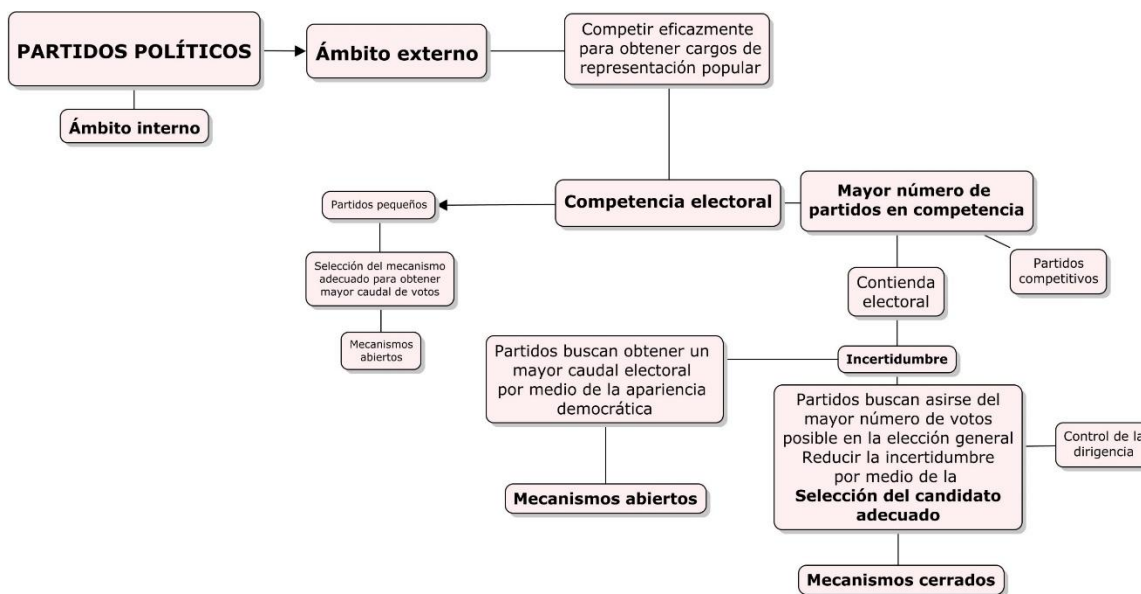 PARTIDOS POLÍTICOS
Ámbito interno
Ámbito externo
Competir eficazmente
para obtener cargos de
representación popular
Competencia electoral
Partidos pequeños
Selección del mecanismo
adecuado para obtener
mayor caudal de votos
Mecanismos
abiertos
Mayor número de
partidos en competencia
Partidos
competitivos
Contienda
electoral
Incertidumbre
Partidos buscan obtener un
mayor caudal electoral
por medio de la apariencia
democrática
Mecanismos abiertos
Partidos buscan asirse del
mayor número de votos
posible en la elección general
Reducir la incertidumbre
por medio de la
Selección del candidato
adecuado
Control de la
dirigencia
Mecanismos cerrados